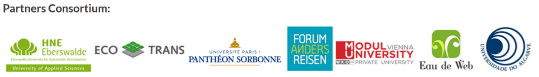 Partners Consortium:
HNE
Eberswalde
University of Applied Sciences
ECO TRANS
UNIVERSITÉ PARIS 1
PANTHÉON SORBONNE
FORUM
ANDERS
REISEN
MODUL VIENNA
UNIVERSITY
PRIVATE UNIVERSITY
Eau de Web
UNIVERSIDADE DO ALGARVE